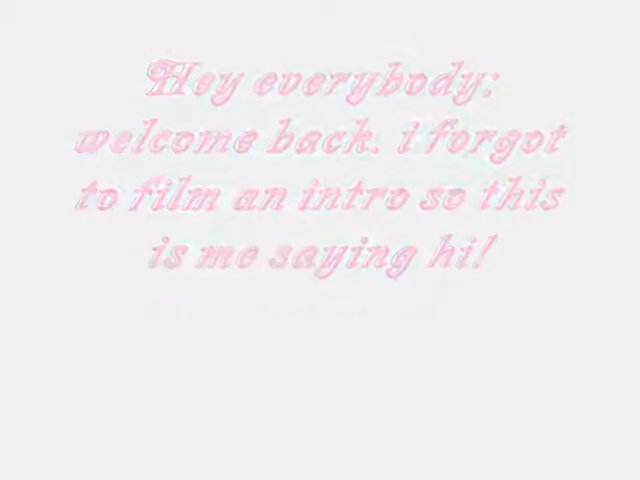 Hey everybody:
welcome back. i forgot
to film an intro so this
is me saying hi!